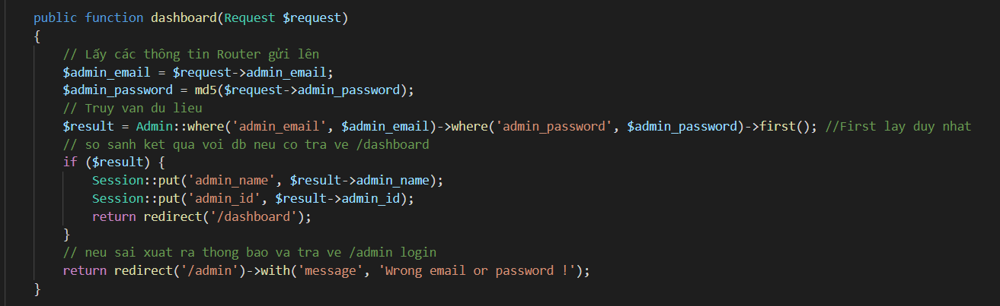 public function dashboard(Request $request)
{
// Lấy các thông tin Router gửi lên
$admin_email = $request->admin_email;
$admin_password = md5($request->admin_password);
// Truy van du lieu
$result = Admin::where('admin_email', $admin_email)->where('admin_password', $admin_password)->first(); //First lay duy nhat
// so sanh ket qua voi db neu co tra ve /dashboard
if ($result) {
Session::put('admin_name', $result->admin_name);
Session::put('admin_id', $result->admin_id);
return redirect('/dashboard');
}
// neu sai xuat ra thong bao va tra ve /admin login
return redirect('/admin')->with('message', 'Wrong email or password !');
}